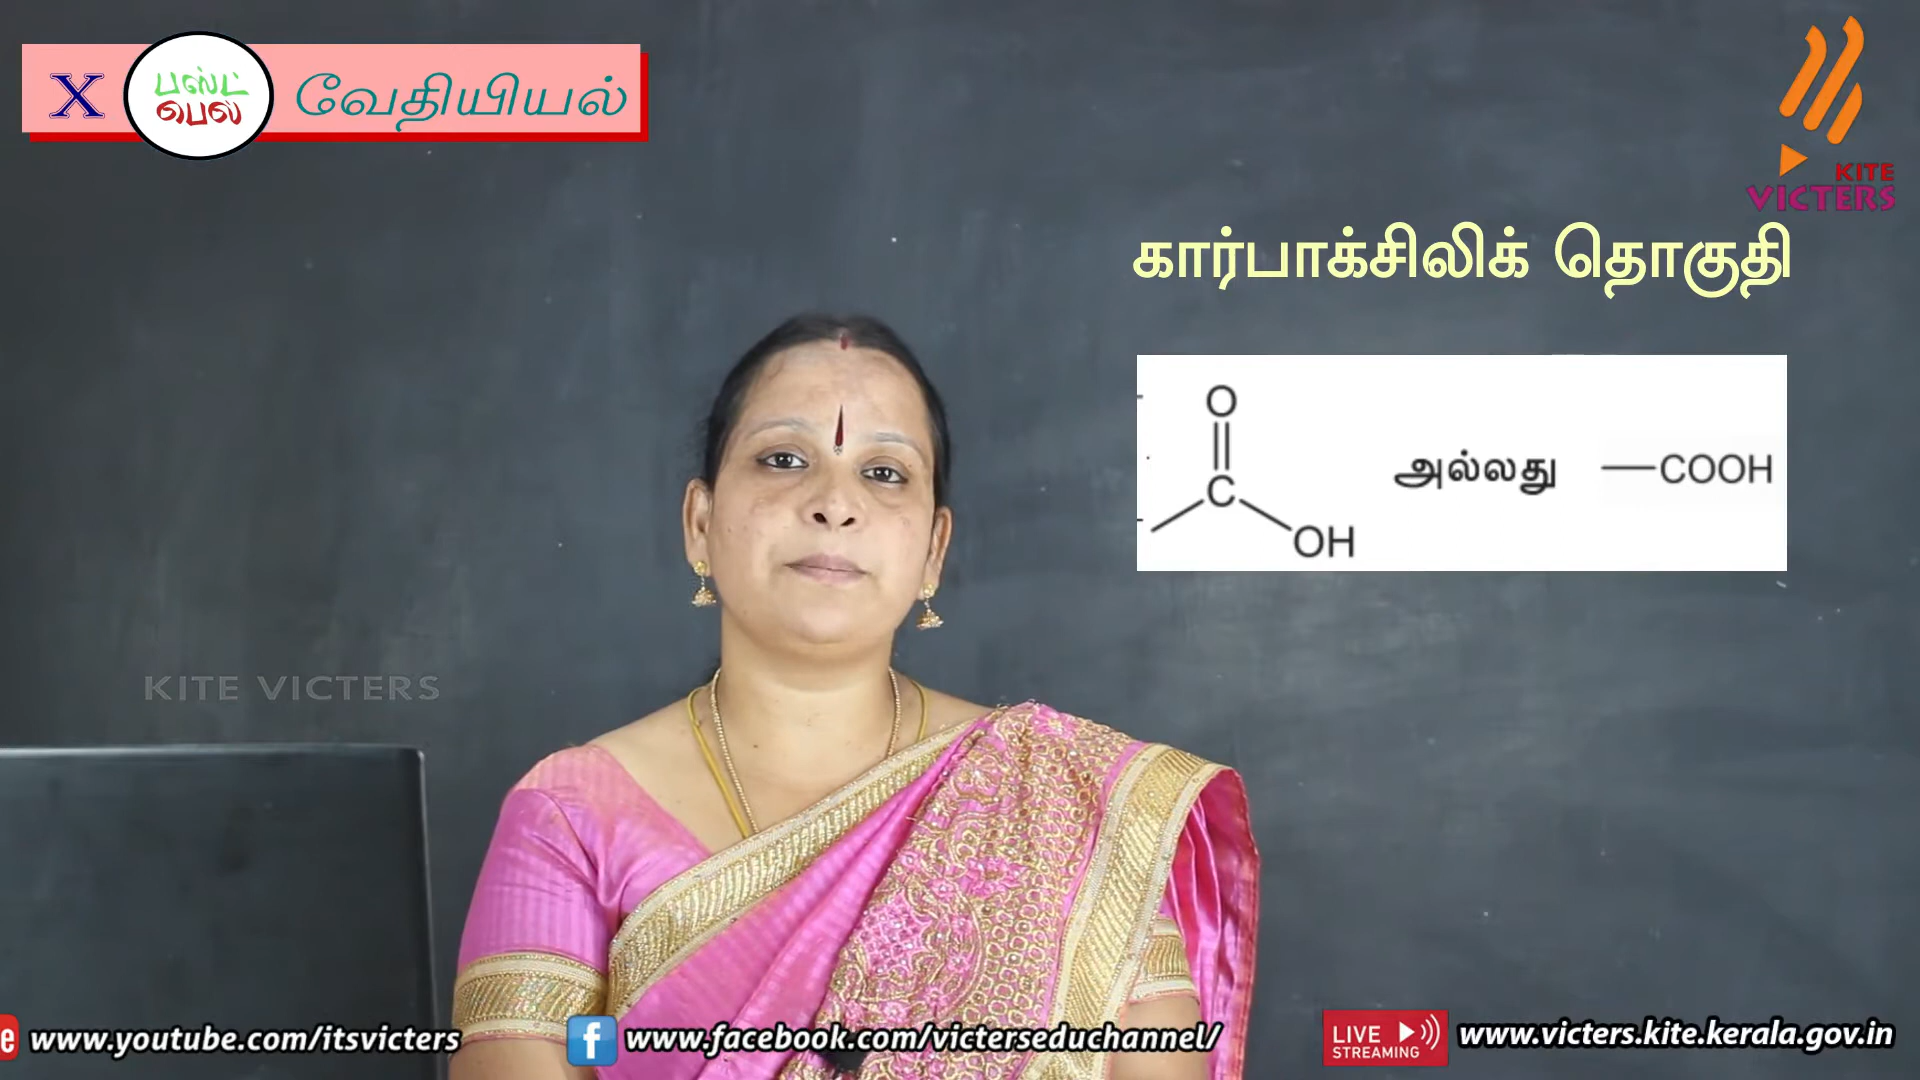 X பஸ்ட் பெல் வேதியியல்
KITE
VICTERS
கார்பாக்சிலிக் தொகுதி
O
C
OH
அல்லது —COOH
KITE VICTERS
www.youtube.com/itsvicters
www.facebook.com/victerseduchannel/
LIVE STREAMING
www.victers.kite.kerala.gov.in